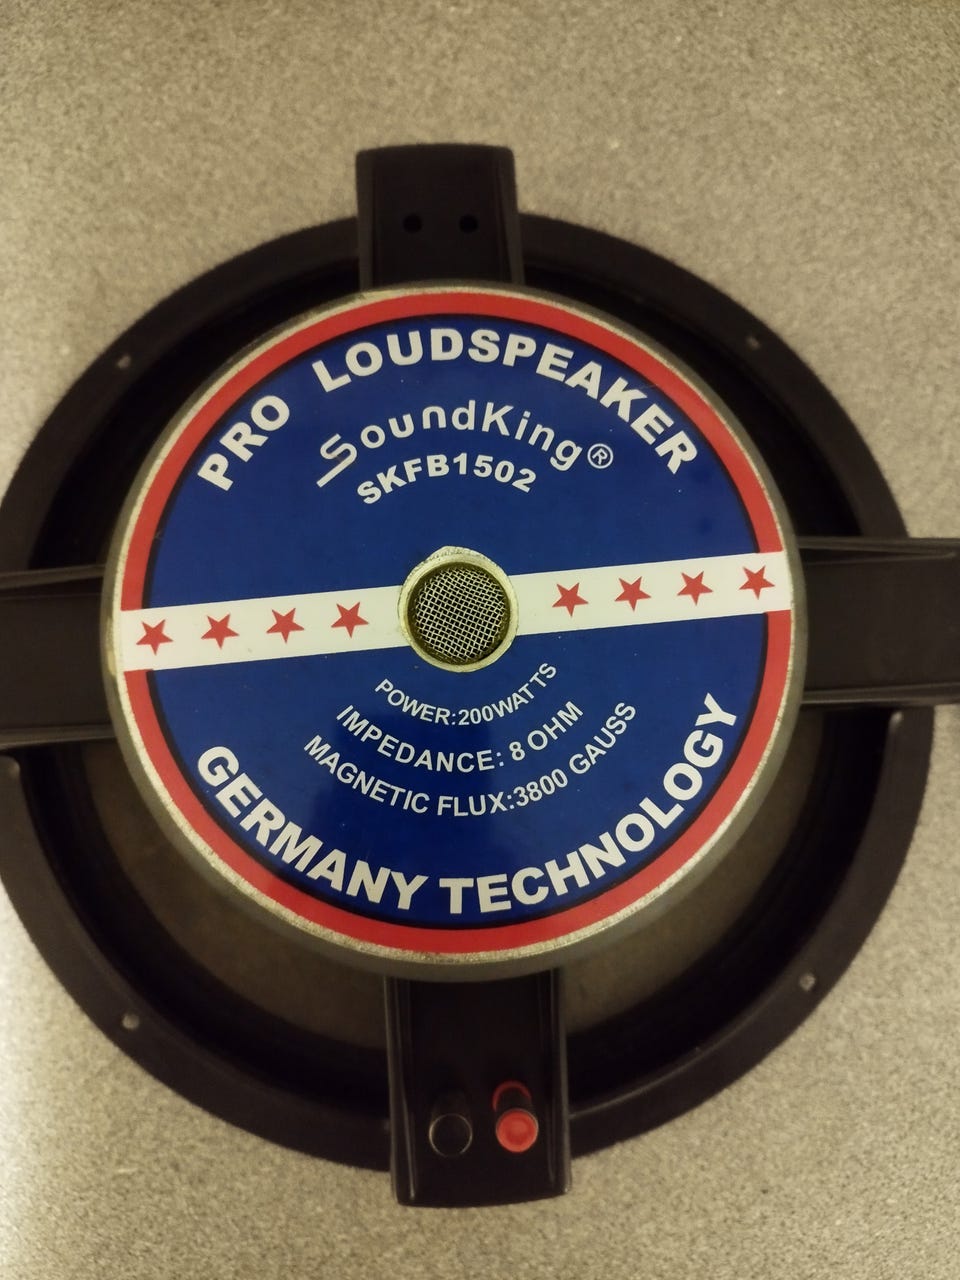 PRO LOUDSPEAKER
SoundKing®
SKFB1502
POWER:200WATTS
IMPEDANCE: 8 OHM
MAGNETIC FLUX:3800 GAUSS
GERMANY TECHNOLOGY